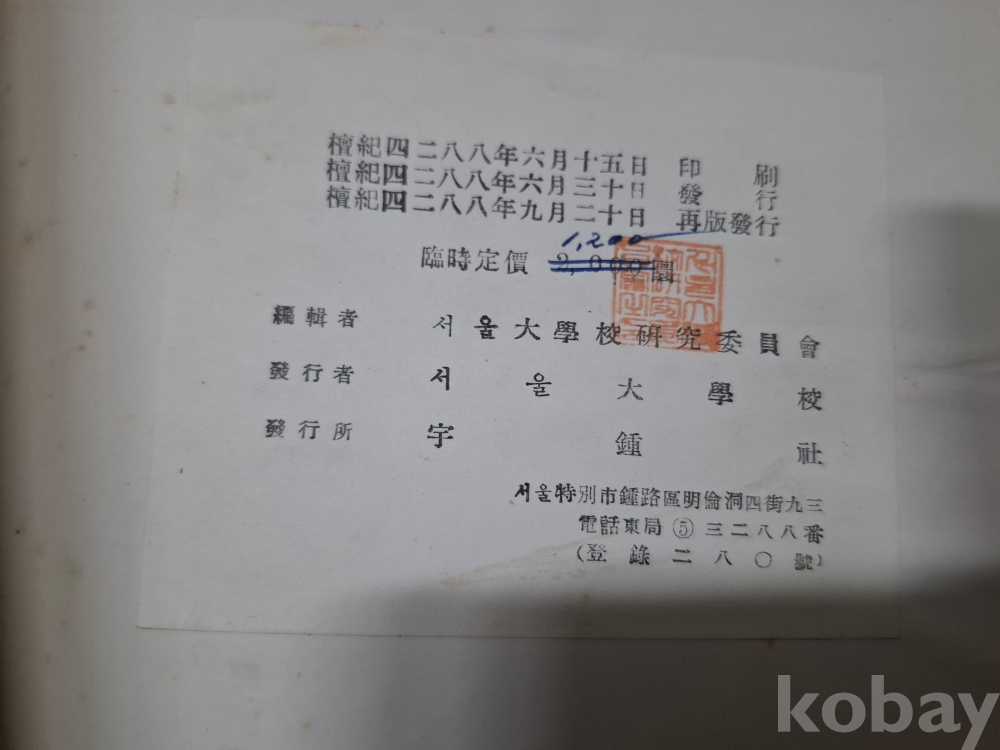 檀紀四二八八年六月十五日 印 刷
檀紀四二八八年六月三十日 發 行
檀紀四二八八年九月二十日 再版發行
1,200
臨時定價 2,000圜
編輯者 서울大學校硏究委員會
發行者 서울大學校
發行所 宇鍾社
서울特別市鍾路區明倫洞四街九三
電話東局⑤三二八八番
(登錄二八〇號)
kobay